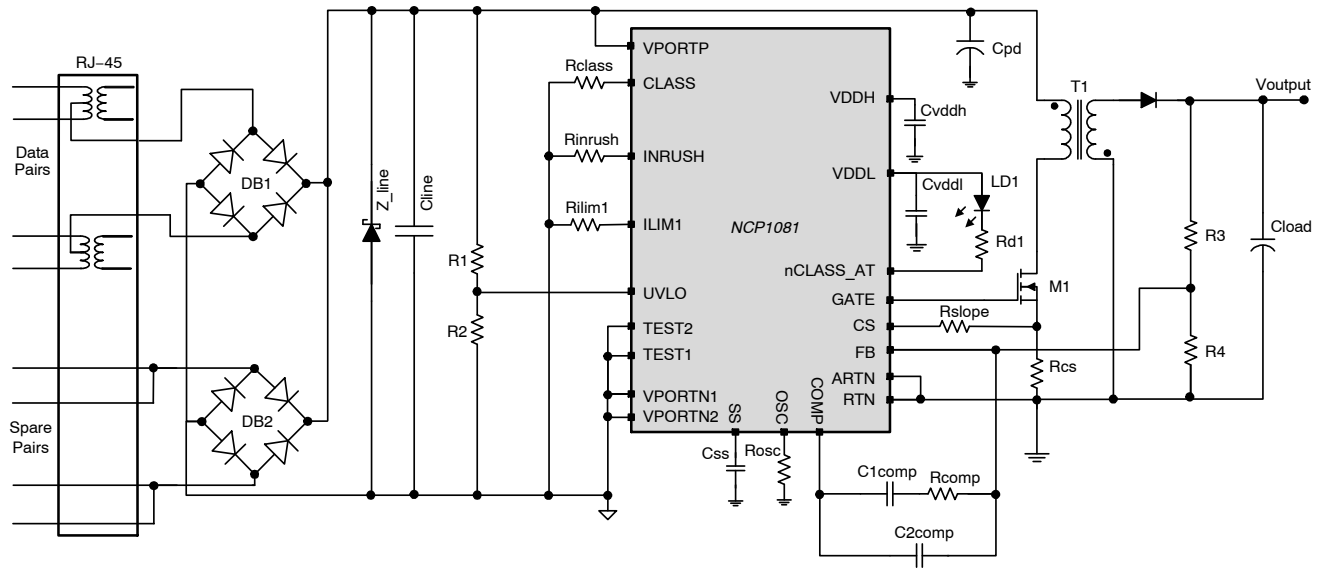 RJ-45
Data
Pairs
Spare
Pairs
DB1
DB2
Z_line
Cline
R1
R2
Rclass
Rinrush
Rilim1
VPORTP
CLASS
INRUSH
ILIM1
UVLO
TEST2
TEST1
VPORTN1
VPORTN2
NCP1081
VDDH
VDDL
nCLASS_AT
GATE
CS
FB
ARTN
RTN
SS
OSC
COMP
Css
Rosc
C1comp
Rcomp
C2comp
Cpd
Cvddh
Cvddl
LD1
Rd1
M1
Rslope
Rcs
T1
Voutput
R3
R4
Cload